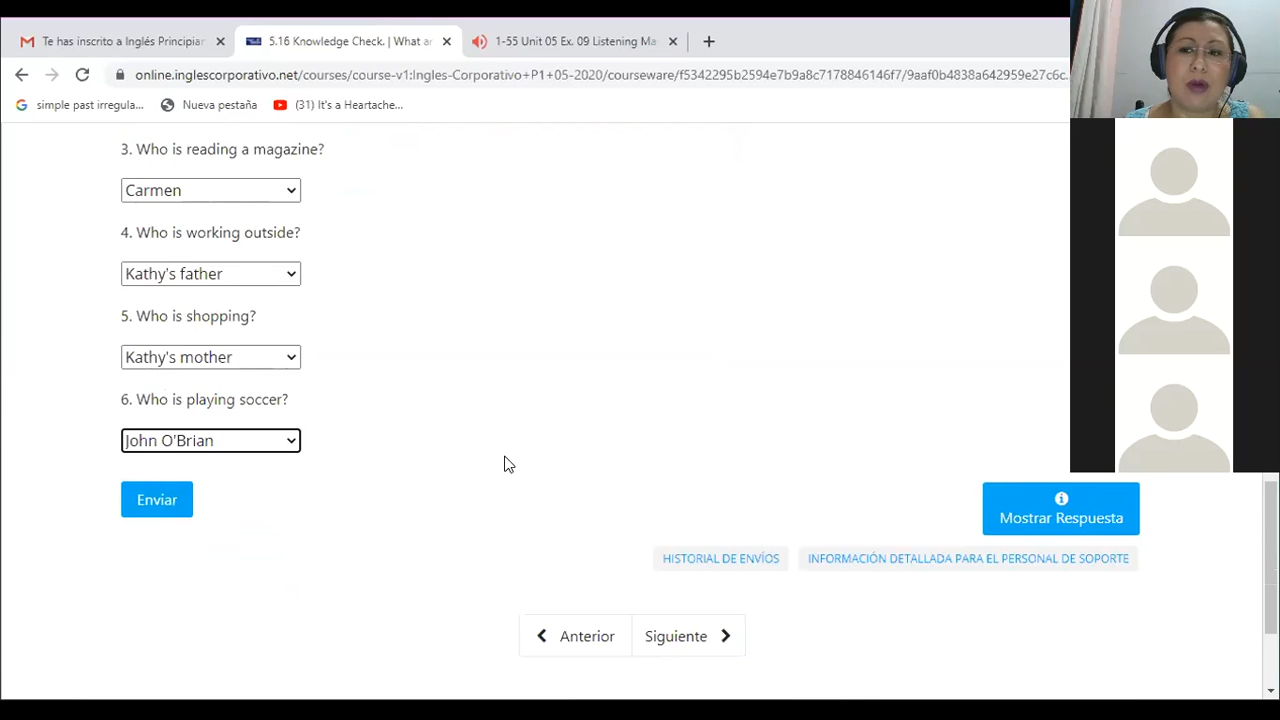 Te has inscrito a Inglés Principian
5.16 Knowledge Check. | What ar
1-55 Unit 05 Ex. 09 Listening Ma
online.inglescorporativo.net/courses/course-v1:Ingles-Corporativo+P1+05-2020/courseware/f5342295b2594e7b9a8c7178846146f7/9aaf0b4838a642959e27c6c.
simple past irregula...
Nueva pestaña
(31) It's a Heartache...
3. Who is reading a magazine?
Carmen
4. Who is working outside?
Kathy's father
5. Who is shopping?
Kathy's mother
6. Who is playing soccer?
John O'Brian
Enviar
Mostrar Respuesta
HISTORIAL DE ENVÍOS
INFORMACIÓN DETALLADA PARA EL PERSONAL DE SOPORTE
Anterior
Siguiente